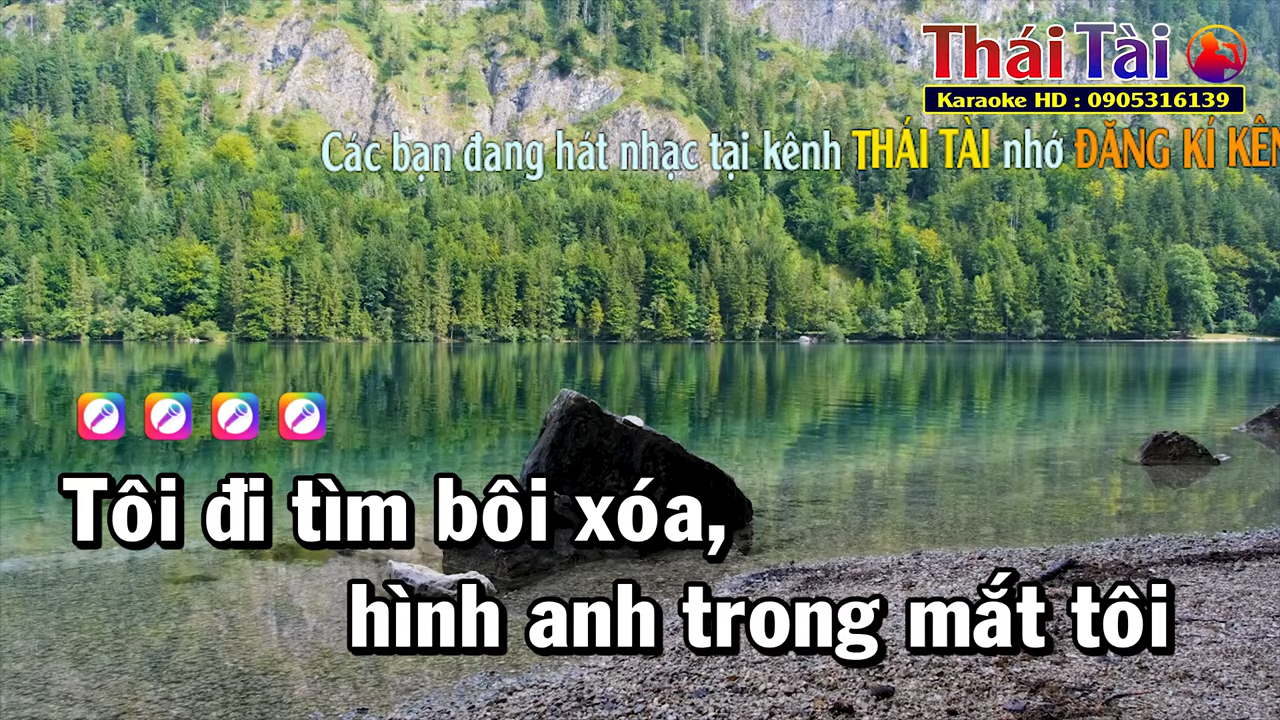 Thái Tài
Karaoke HD : 0905316139
Các bạn đang hát nhạc tại kênh THÁI TÀI nhớ ĐĂNG KÍ KÊN
Tôi đi tìm bôi xóa,
hình anh trong mắt tôi